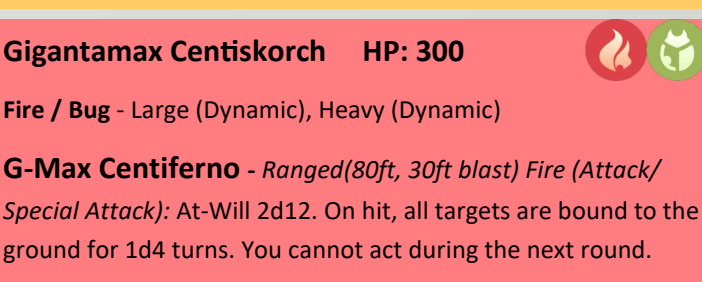 Gigantamax Centiskorch HP: 300
Fire / Bug - Large (Dynamic), Heavy (Dynamic)
G-Max Centiferno - Ranged(80ft, 30ft blast) Fire (Attack/
Special Attack): At-Will 2d12. On hit, all targets are bound to the
ground for 1d4 turns. You cannot act during the next round.